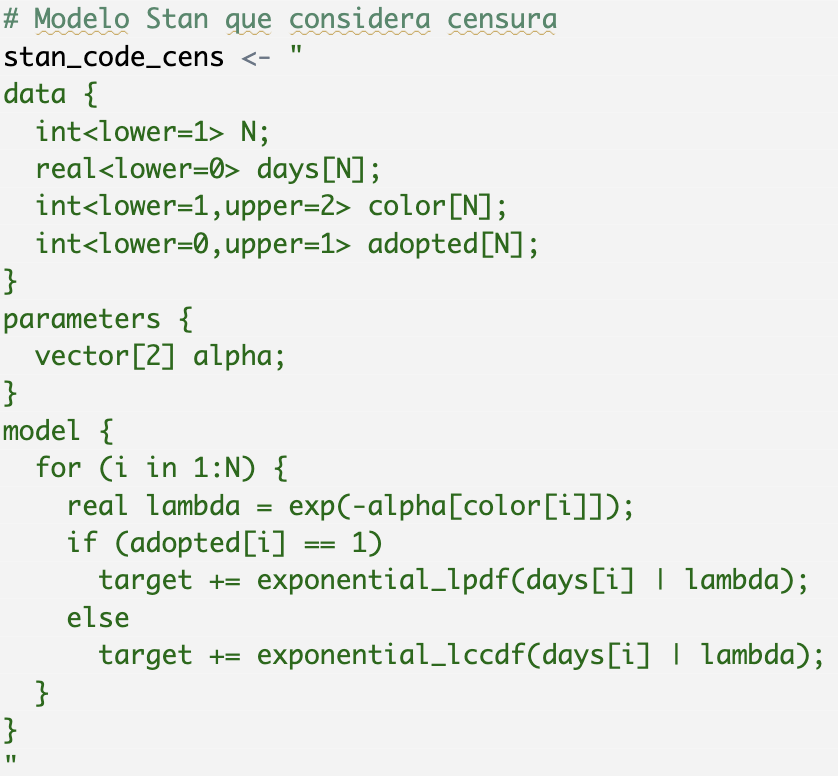 # Modelo Stan que considera censura
stan_code_cens <- "
data {
  int<lower=1> N;
  real<lower=0> days[N];
  int<lower=1,upper=2> color[N];
  int<lower=0,upper=1> adopted[N];
}
parameters {
  vector[2] alpha;
}
model {
  for (i in 1:N) {
    real lambda = exp(-alpha[color[i]]);
    if (adopted[i] == 1)
      target += exponential_lpdf(days[i] | lambda);
    else
      target += exponential_lccdf(days[i] | lambda);
  }
}
"